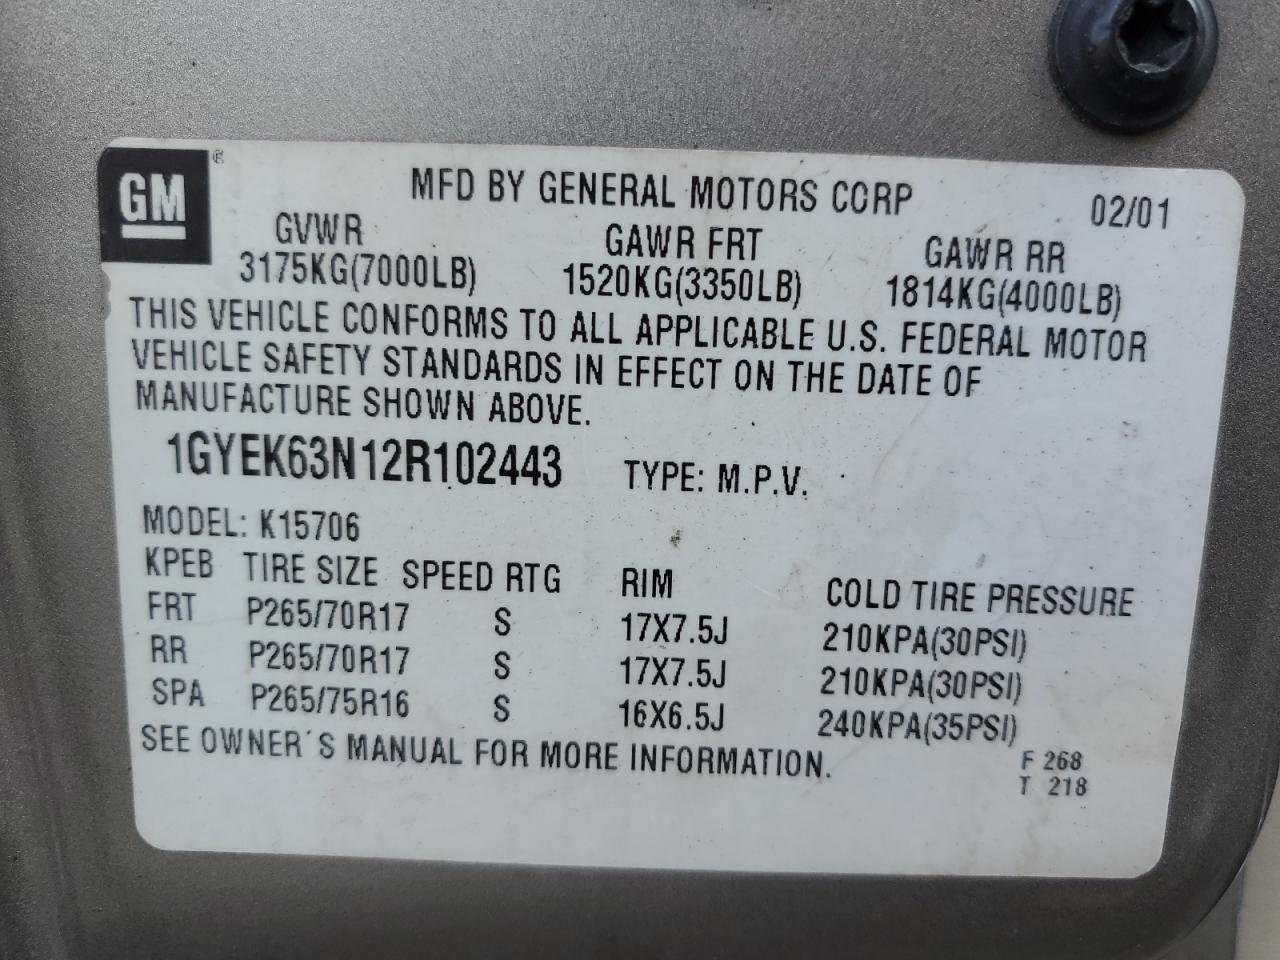 GM ®
MFD BY GENERAL MOTORS CORP 02/01
GVWR GAWR FRT GAWR RR
3175KG(7000LB) 1520KG(3350LB) 1814KG(4000LB)
THIS VEHICLE CONFORMS TO ALL APPLICABLE U.S. FEDERAL MOTOR
VEHICLE SAFETY STANDARDS IN EFFECT ON THE DATE OF
MANUFACTURE SHOWN ABOVE.
1GYEK63N12R102443 TYPE: M.P.V.
MODEL: K15706
KPEB TIRE SIZE SPEED RTG RIM COLD TIRE PRESSURE
FRT P265/70R17 S 17X7.5J 210KPA(30PSI)
RR P265/70R17 S 17X7.5J 210KPA(30PSI)
SPA P265/75R16 S 16X6.5J 240KPA(35PSI)
SEE OWNER´S MANUAL FOR MORE INFORMATION.
F 268
T 218